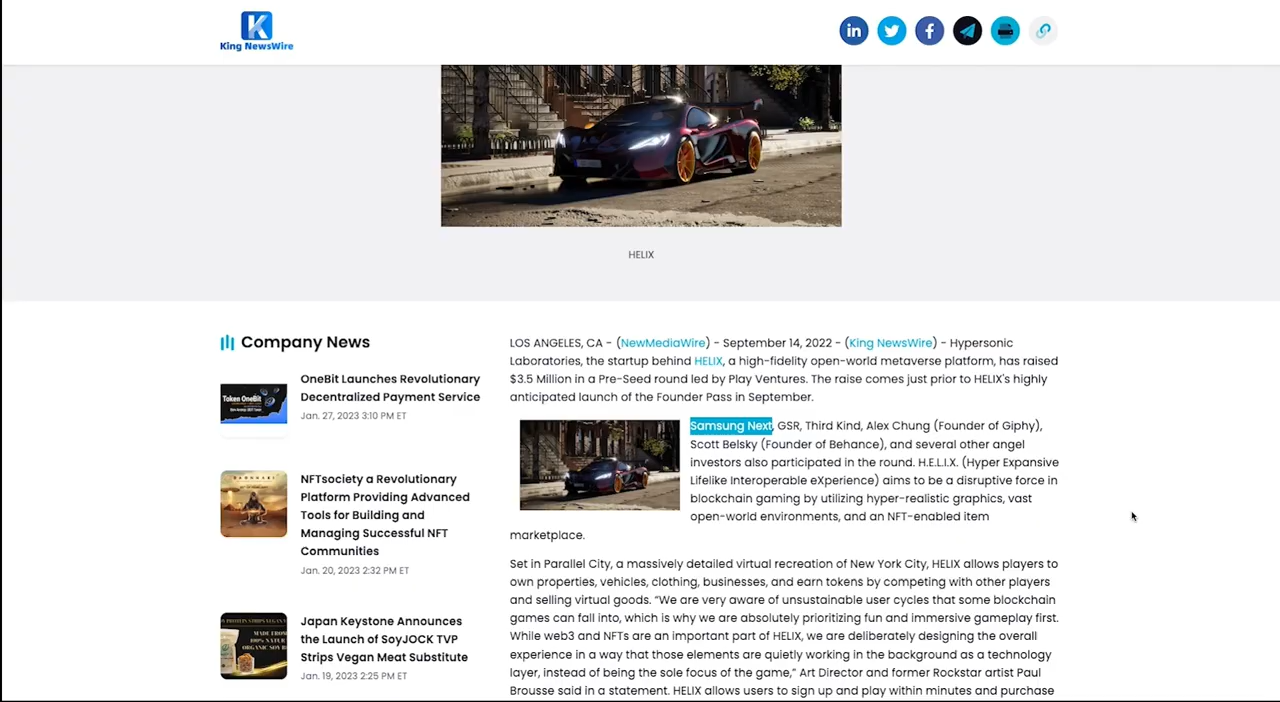 King NewsWire
HELIX
Company News
OneBit Launches Revolutionary
Decentralized Payment Service
Jan. 27, 2023 3:10 PM ET
NFTsociety a Revolutionary
Platform Providing Advanced
Tools for Building and
Managing Successful NFT
Communities
Jan. 20, 2023 2:32 PM ET
Japan Keystone Announces
the Launch of SoyJOCK TVP
Strips Vegan Meat Substitute
Jan. 19, 2023 2:25 PM ET
LOS ANGELES, CA - (NewMediaWire) - September 14, 2022 - (King NewsWire) - Hypersonic
Laboratories, the startup behind HELIX, a high-fidelity open-world metaverse platform, has raised
$3.5 Million in a Pre-Seed round led by Play Ventures. The raise comes just prior to HELIX's highly
anticipated launch of the Founder Pass in September.
Samsung Next, GSR, Third Kind, Alex Chung (Founder of Giphy),
Scott Belsky (Founder of Behance), and several other angel
investors also participated in the round. H.E.L.I.X. (Hyper Expansive
Lifelike Interoperable eXperience) aims to be a disruptive force in
blockchain gaming by utilizing hyper-realistic graphics, vast
open-world environments, and an NFT-enabled item
marketplace.
Set in Parallel City, a massively detailed virtual recreation of New York City, HELIX allows players to
own properties, vehicles, clothing, businesses, and earn tokens by competing with other players
and selling virtual goods. "We are very aware of unsustainable user cycles that some blockchain
games can fall into, which is why we are absolutely prioritizing fun and immersive gameplay first.
While web3 and NFTs are an important part of HELIX, we are deliberately designing the overall
experience in a way that those elements are quietly working in the background as a technology
layer, instead of being the sole focus of the game," Art Director and former Rockstar artist Paul
Brousse said in a statement. HELIX allows users to sign up and play within minutes and purchase
Token OneBit